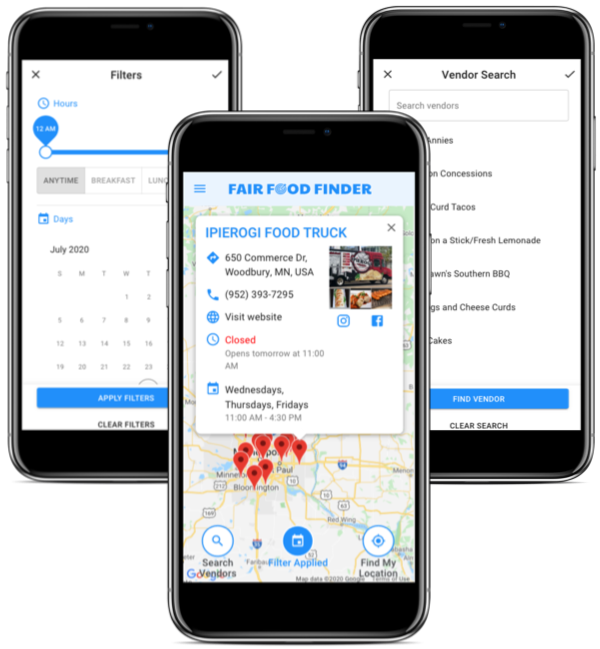 Filters
Hours
12 AM
ANYTIME BREAKFAST
Days
July 2020
S M T W T
1 2
5 6 7 8 9
12 13 14 15 16
19 20 21 22 23
APPLY FILTERS
CLEAR FILTERS
Vendor Search
Search vendors
Annies
on Concessions
Curd Tacos
on a Stick/Fresh Lemonade
awn's Southern BBQ
gs and Cheese Curds
Cakes
FIND VENDOR
CLEAR SEARCH
FAIR FOOD FINDER
IPIEROGI FOOD TRUCK
650 Commerce Dr,
Woodbury, MN, USA
(952) 393-7295
Visit website
Closed
Opens tomorrow at 11:00
AM
Wednesdays,
Thursdays, Fridays
11:00 AM - 4:30 PM
Paul
Bloomington
Red Wing
Search
Vendors
Filter Applied
Find My
Location
Google
Map data ©2020 Google
Terms of Use